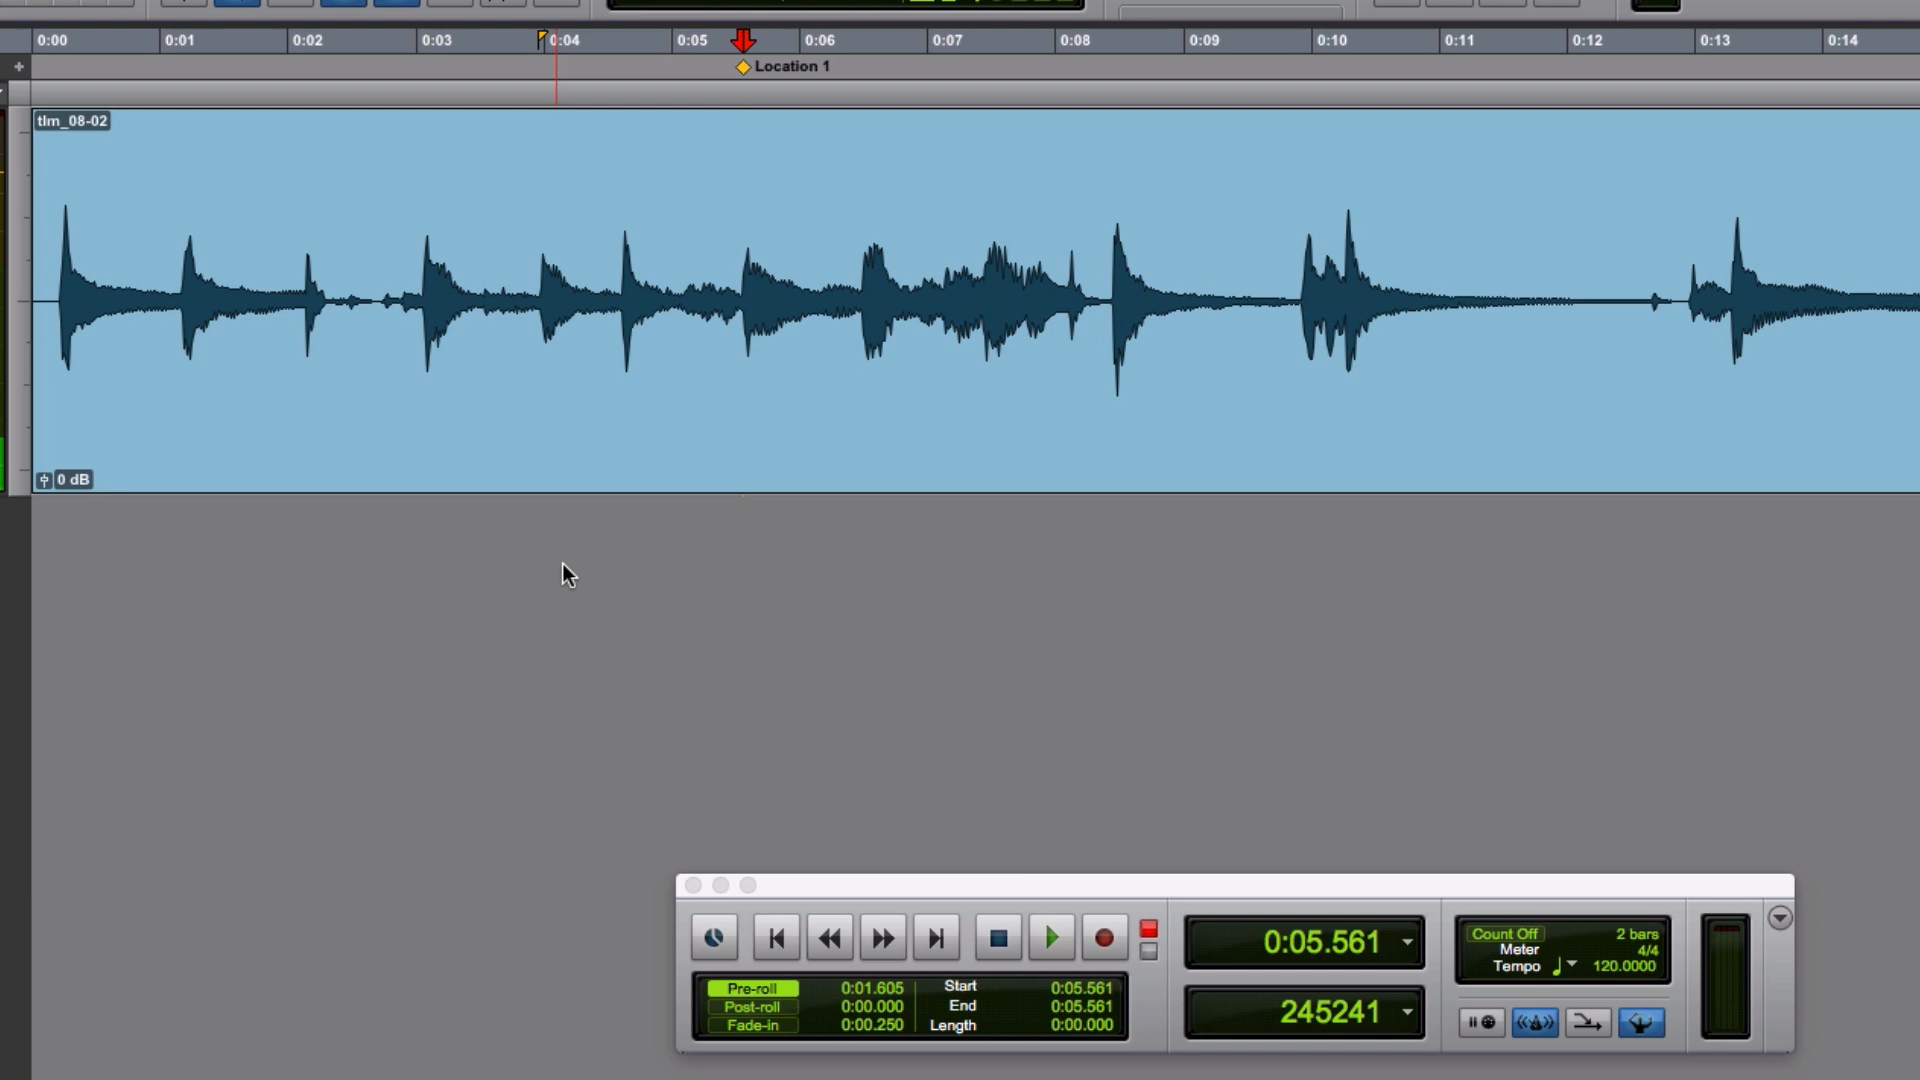 0:00 0:01 0:02 0:03 0:04 0:05 0:06 0:07 0:08 0:09 0:10 0:11 0:12 0:13 0:14
Location 1
tlm_08-02
0 dB
Pre-roll 0:01.605
Post-roll 0:00.000
Fade-in 0:00.250
Start 0:05.561
End 0:05.561
Length 0:00.000
0:05.561
245241
Count Off 2 bars
Meter 4/4
Tempo 120.0000